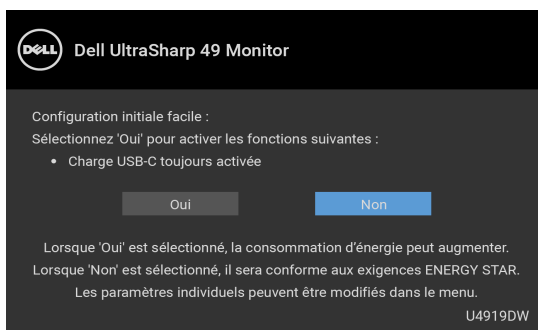 DELL Dell UltraSharp 49 Monitor
Configuration initiale facile :
Sélectionnez 'Oui' pour activer les fonctions suivantes :
• Charge USB-C toujours activée
Oui Non
Lorsque 'Oui' est sélectionné, la consommation d’énergie peut augmenter.
Lorsque 'Non' est sélectionné, il sera conforme aux exigences ENERGY STAR.
Les paramètres individuels peuvent être modifiés dans le menu.
U4919DW